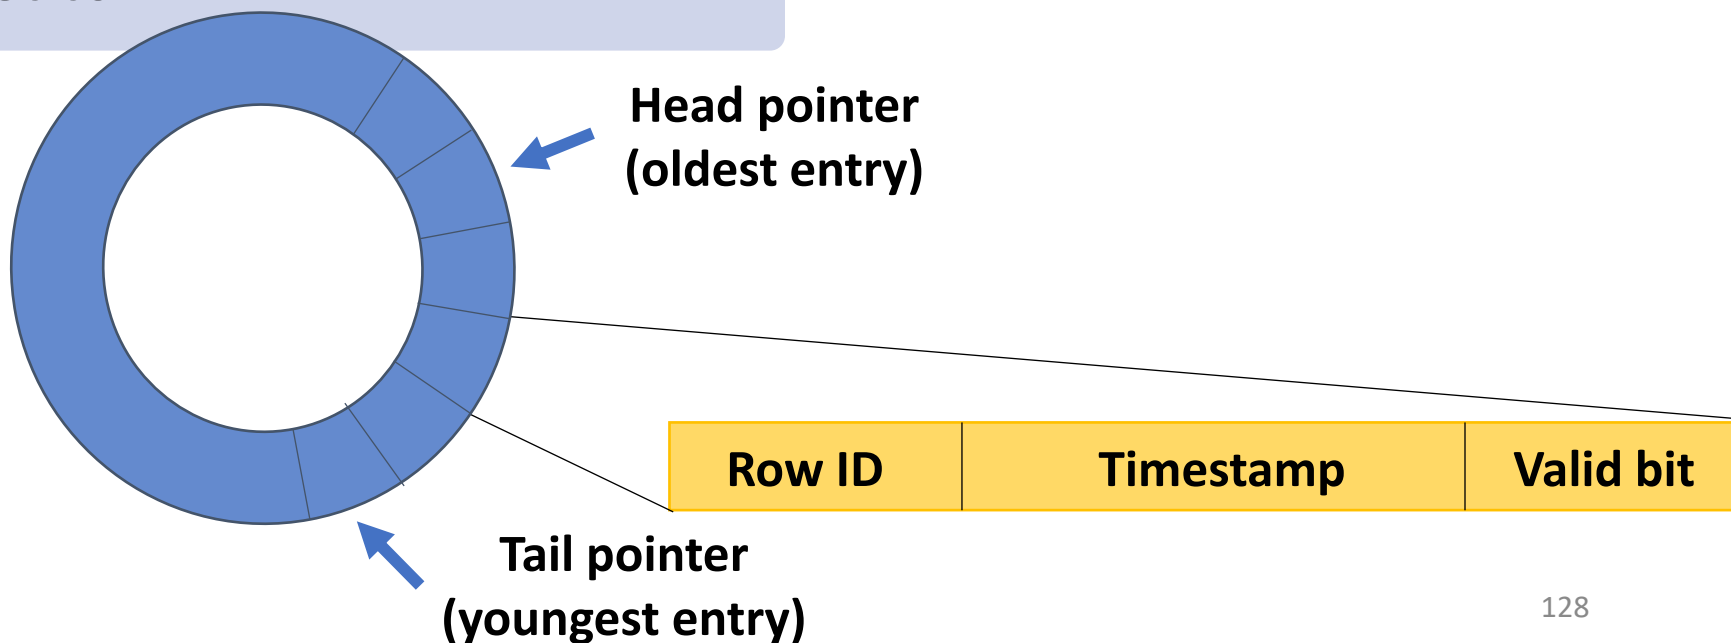 Head pointer
(oldest entry)
Row ID
Timestamp
Valid bit
Tail pointer
(youngest entry)
128